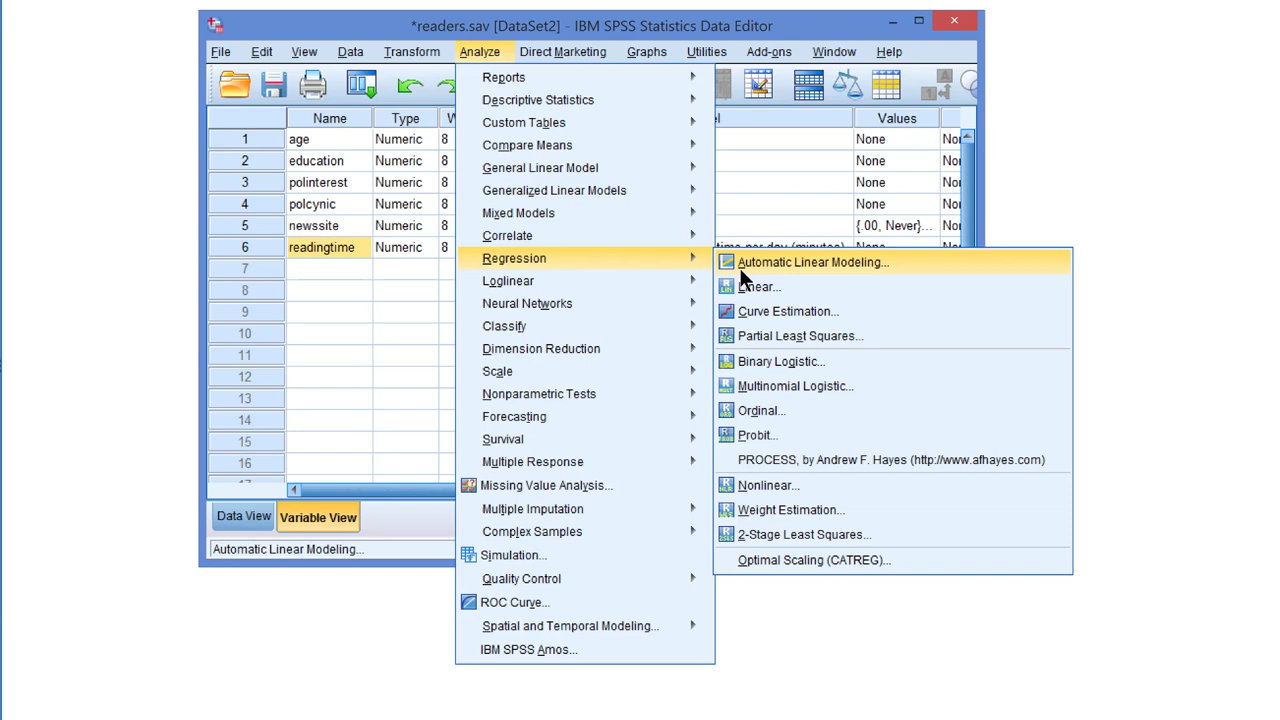 *readers.sav [DataSet2] - IBM SPSS Statistics Data Editor
File Edit View Data Transform Analyze Direct Marketing Graphs Utilities Add-ons Window Help
Name Type Values
1 age Numeric 8 None
2 education Numeric 8 None
3 polinterest Numeric 8 None
4 polcynic Numeric 8 None
5 newssite Numeric 8 {.00, Never}...
6 readingtime Numeric 8 time per day (minutes) None
7
8
9
10
11
12
13
14
15
16
Data View Variable View
Automatic Linear Modeling...
Reports
Descriptive Statistics
Custom Tables
Compare Means
General Linear Model
Generalized Linear Models
Mixed Models
Correlate
Regression
Loglinear
Neural Networks
Classify
Dimension Reduction
Scale
Nonparametric Tests
Forecasting
Survival
Multiple Response
Missing Value Analysis...
Multiple Imputation
Complex Samples
Simulation...
Quality Control
ROC Curve...
Spatial and Temporal Modeling...
IBM SPSS Amos...
Automatic Linear Modeling...
Linear...
Curve Estimation...
Partial Least Squares...
Binary Logistic...
Multinomial Logistic...
Ordinal...
Probit...
PROCESS, by Andrew F. Hayes (http://www.afhayes.com)
Nonlinear...
Weight Estimation...
2-Stage Least Squares...
Optimal Scaling (CATREG)...